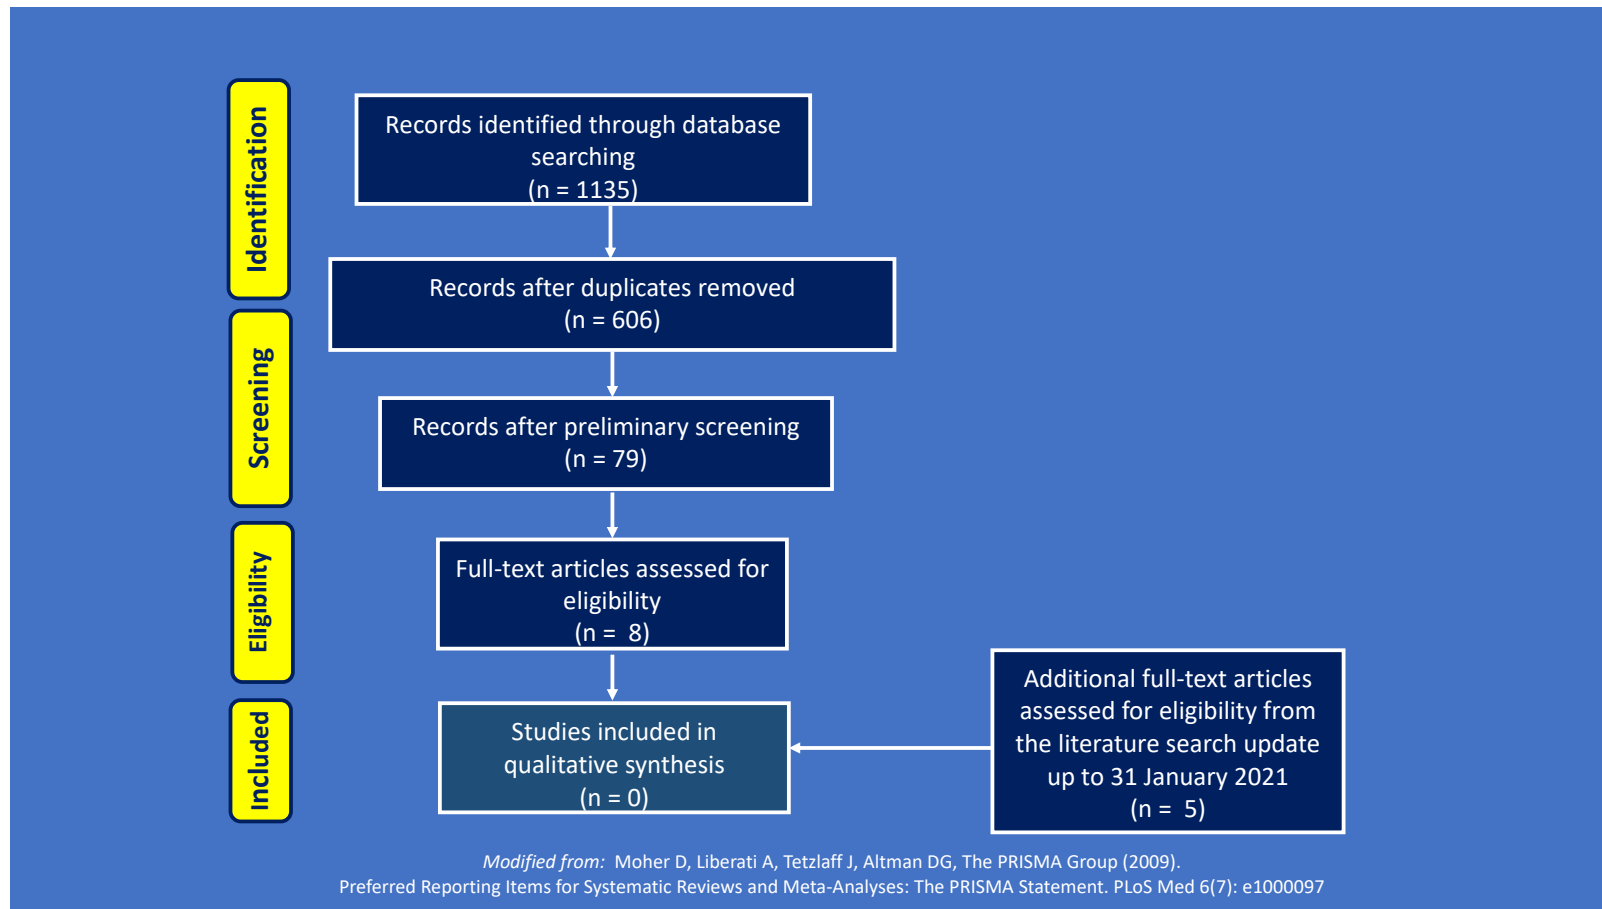 Identification
Records identified through database
searching
(n = 1135)
Records after duplicates removed
(n = 606)
Screening
Records after preliminary screening
(n = 79)
Eligibility
Full-text articles assessed for
eligibility
(n =  8)
Included
Studies included in
qualitative synthesis
(n = 0)
Additional full-text articles
assessed for eligibility from
the literature search update
up to 31 January 2021
(n =  5)
Modified from:  Moher D, Liberati A, Tetzlaff J, Altman DG, The PRISMA Group (2009).
Preferred Reporting Items for Systematic Reviews and Meta-Analyses: The PRISMA Statement. PLoS Med 6(7): e1000097